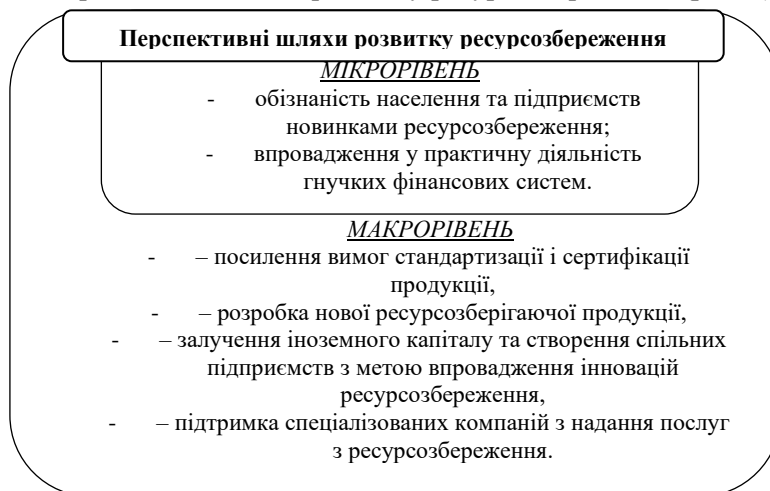 Перспективні шляхи розвитку ресурсозбереження
МІКРОРІВЕНЬ
- обізнаність населення та підприємств
новинками ресурсозбереження;
- впровадження у практичну діяльність
гнучких фінансових систем.
МАКРОРІВЕНЬ
- – посилення вимог стандартизації і сертифікації
продукції,
- – розробка нової ресурсозберігаючої продукції,
- – залучення іноземного капіталу та створення спільних
підприємств з метою впровадження інновацій
ресурсозбереження,
- – підтримка спеціалізованих компаній з надання послуг
з ресурсозбереження.